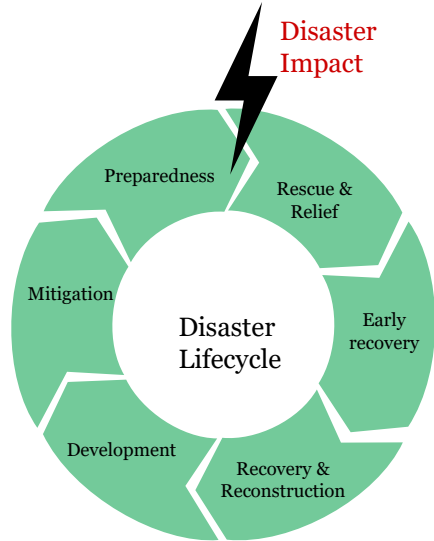 Disaster
Impact
Preparedness
Rescue &
Relief
Mitigation
Early
recovery
Disaster
Lifecycle
Development
Recovery &
Reconstruction